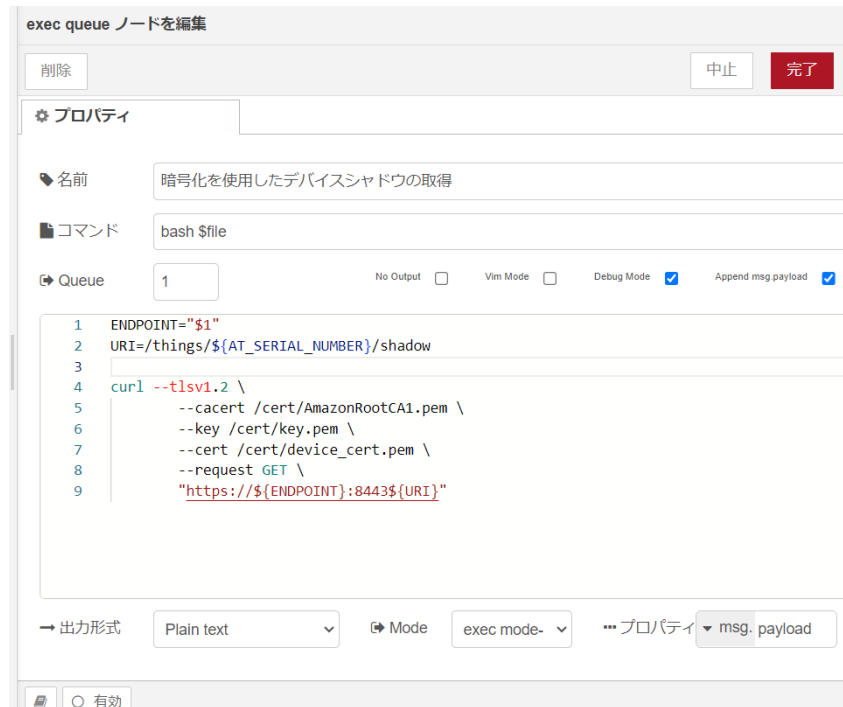 exec queue ノードを編集
削除 中止 完了
プロパティ
名前 暗号化を使用したデバイスシャドウの取得
コマンド bash $file
Queue 1 No Output Vim Mode Debug Mode Append msg.payload
1 ENDPOINT="$1"
2 URI=/things/${AT_SERIAL_NUMBER}/shadow
3
4 curl --tlsv1.2 \
5 --cacert /cert/AmazonRootCA1.pem \
6 --key /cert/key.pem \
7 --cert /cert/device_cert.pem \
8 --request GET \
9 "https://${ENDPOINT}:8443${URI}"
出力形式 Plain text Mode exec mode- プロパティ msg. payload
有効